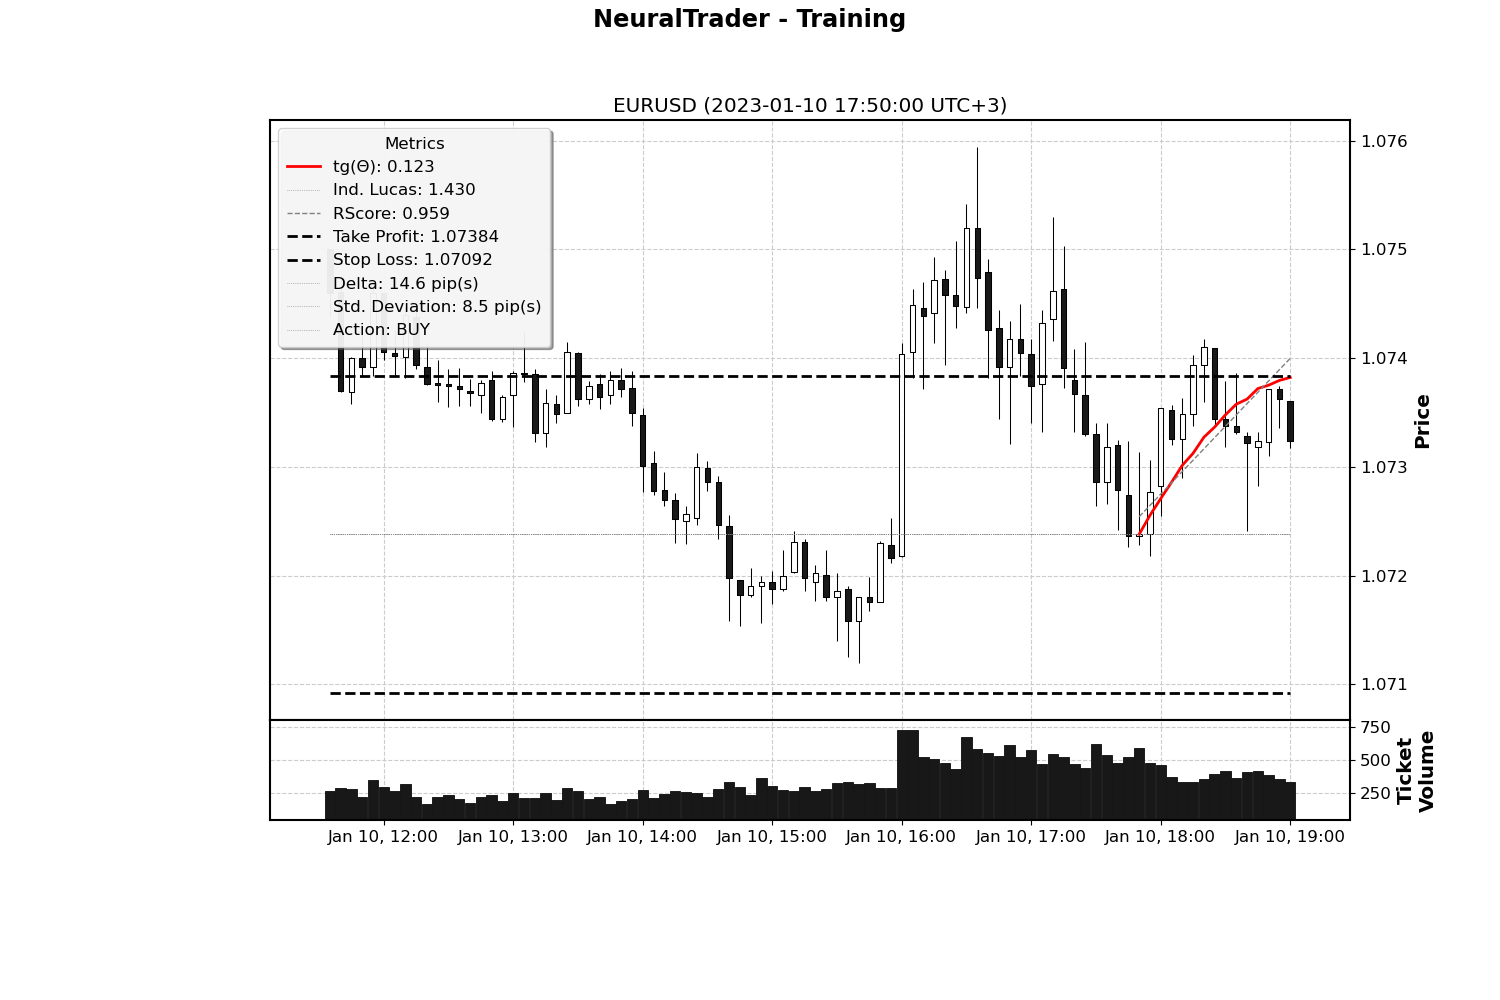 NeuralTrader - Training
EURUSD (2023-01-10 17:50:00 UTC+3)
Metrics
tg(Θ): 0.123
Ind. Lucas: 1.430
RScore: 0.959
Take Profit: 1.07384
Stop Loss: 1.07092
Delta: 14.6 pip(s)
Std. Deviation: 8.5 pip(s)
Action: BUY
1.076
1.075
1.074
1.073
1.072
1.071
Price
750
500
250
Ticket
Volume
Jan 10, 12:00
Jan 10, 13:00
Jan 10, 14:00
Jan 10, 15:00
Jan 10, 16:00
Jan 10, 17:00
Jan 10, 18:00
Jan 10, 19:00